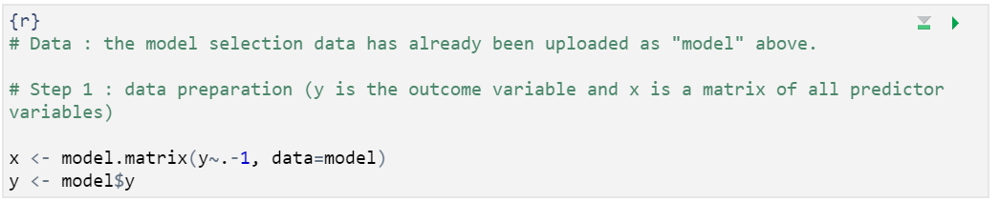 {r}
# Data : the model selection data has already been uploaded as "model" above.
# Step 1 : data preparation (y is the outcome variable and x is a matrix of all predictor
variables)
x <- model.matrix(y~.-1, data=model)
y <- model$y